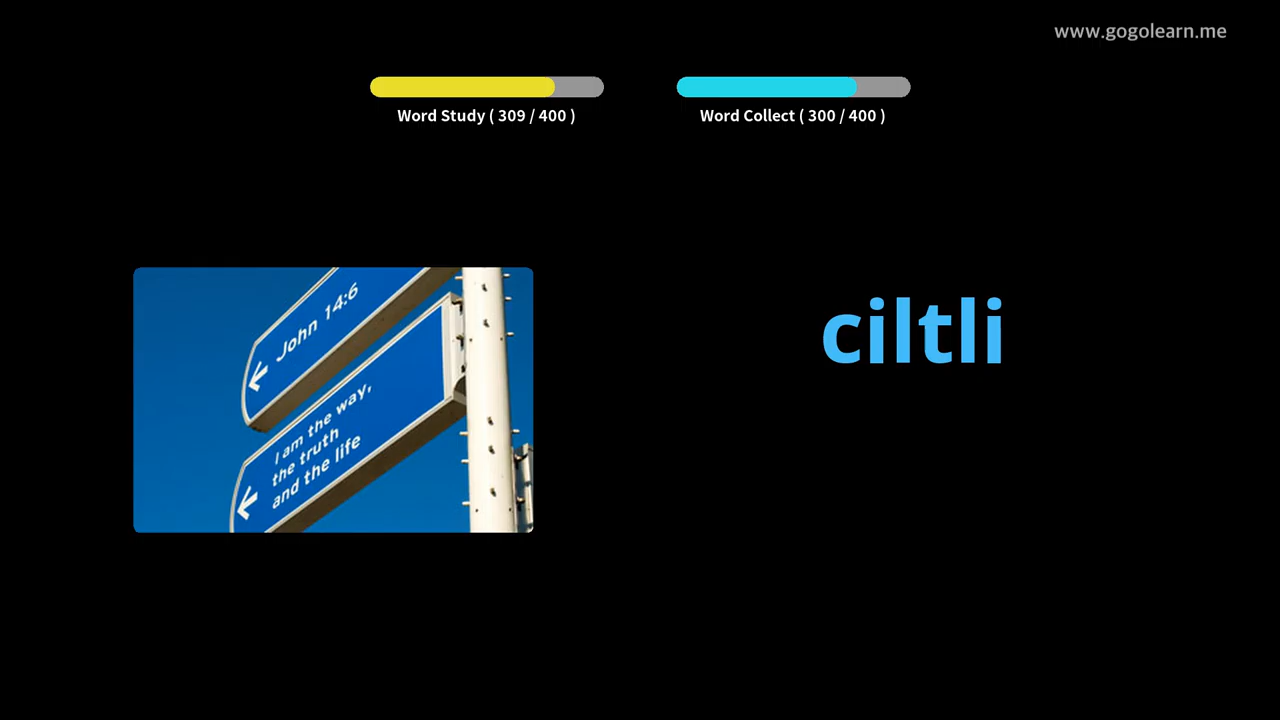 www.gogolearn.me
Word Study ( 309 / 400 )
Word Collect ( 300 / 400 )
John 14:6
I am the way,
the truth
and the life
ciltli